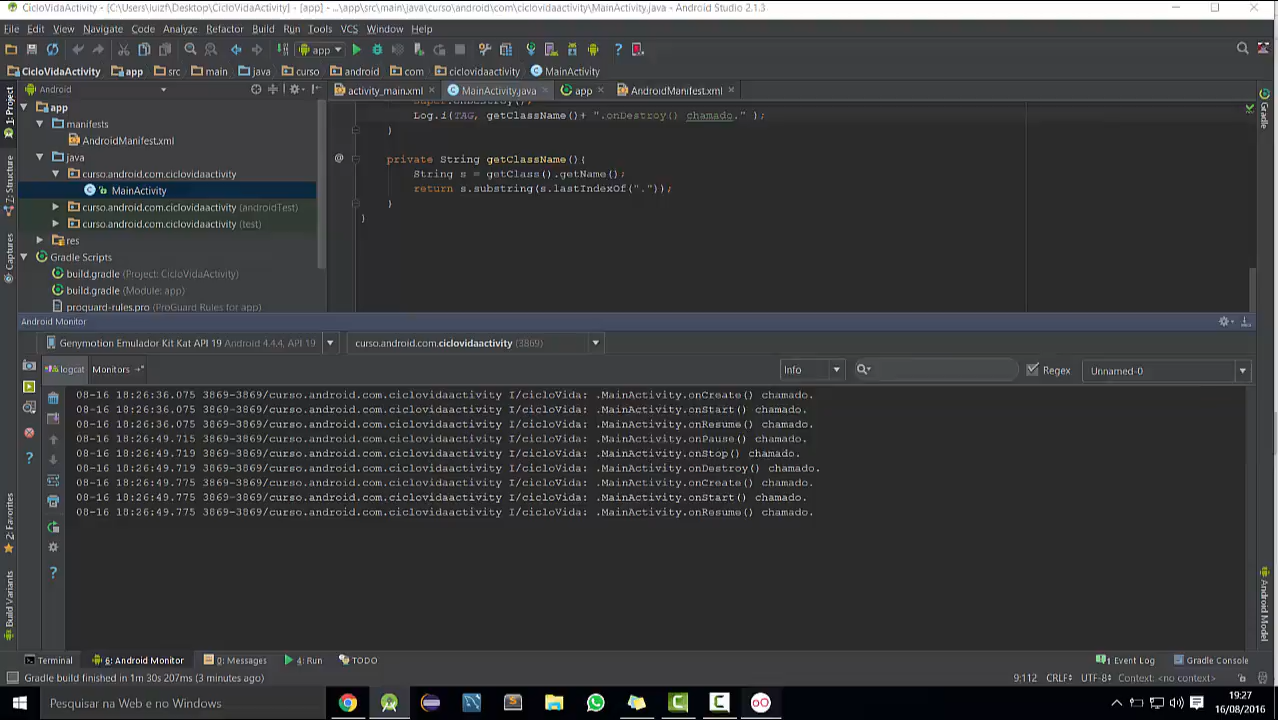 CicloVidaActivity - [C:\Users\luizf\Desktop\CicloVidaActivity] - [app] - ...\app\src\main\java\curso\android\com\ciclovidaactivity\MainActivity.java - Android Studio 2.1.3
File Edit View Navigate Code Analyze Refactor Build Run Tools VCS Window Help
app
CicloVidaActivity app src main java curso android com ciclovidaactivity MainActivity
Android
activity_main.xml MainActivity.java app AndroidManifest.xml
1: Project
Z: Structure
Captures
2: Favorites
Build Variants
Gradle
Android Model
app
manifests
AndroidManifest.xml
java
curso.android.com.ciclovidaactivity
MainActivity
curso.android.com.ciclovidaactivity (androidTest)
curso.android.com.ciclovidaactivity (test)
res
Gradle Scripts
build.gradle (Project: CicloVidaActivity)
build.gradle (Module: app)
proguard-rules.pro (ProGuard Rules for app)
super.onDestroy();
Log.i(TAG, getClassName()+ ".onDestroy() chamado." );
}
private String getClassName(){
String s = getClass().getName();
return s.substring(s.lastIndexOf("."));
}
}
Android Monitor
Genymotion Emulador Kit Kat API 19 Android 4.4.4, API 19 curso.android.com.ciclovidaactivity (3869)
logcat Monitors Info Regex Unnamed-0
08-16 18:26:36.075 3869-3869/curso.android.com.ciclovidaactivity I/cicloVida: .MainActivity.onCreate() chamado.
08-16 18:26:36.075 3869-3869/curso.android.com.ciclovidaactivity I/cicloVida: .MainActivity.onStart() chamado.
08-16 18:26:36.075 3869-3869/curso.android.com.ciclovidaactivity I/cicloVida: .MainActivity.onResume() chamado.
08-16 18:26:49.715 3869-3869/curso.android.com.ciclovidaactivity I/cicloVida: .MainActivity.onPause() chamado.
08-16 18:26:49.719 3869-3869/curso.android.com.ciclovidaactivity I/cicloVida: .MainActivity.onStop() chamado.
08-16 18:26:49.719 3869-3869/curso.android.com.ciclovidaactivity I/cicloVida: .MainActivity.onDestroy() chamado.
08-16 18:26:49.775 3869-3869/curso.android.com.ciclovidaactivity I/cicloVida: .MainActivity.onCreate() chamado.
08-16 18:26:49.775 3869-3869/curso.android.com.ciclovidaactivity I/cicloVida: .MainActivity.onStart() chamado.
08-16 18:26:49.775 3869-3869/curso.android.com.ciclovidaactivity I/cicloVida: .MainActivity.onResume() chamado.
Terminal 6: Android Monitor 0: Messages 4: Run TODO Event Log Gradle Console
Gradle build finished in 1m 30s 207ms (3 minutes ago) 9:112 CRLF UTF-8 Context: <no context>
Pesquisar na Web e no Windows
19:27
16/08/2016